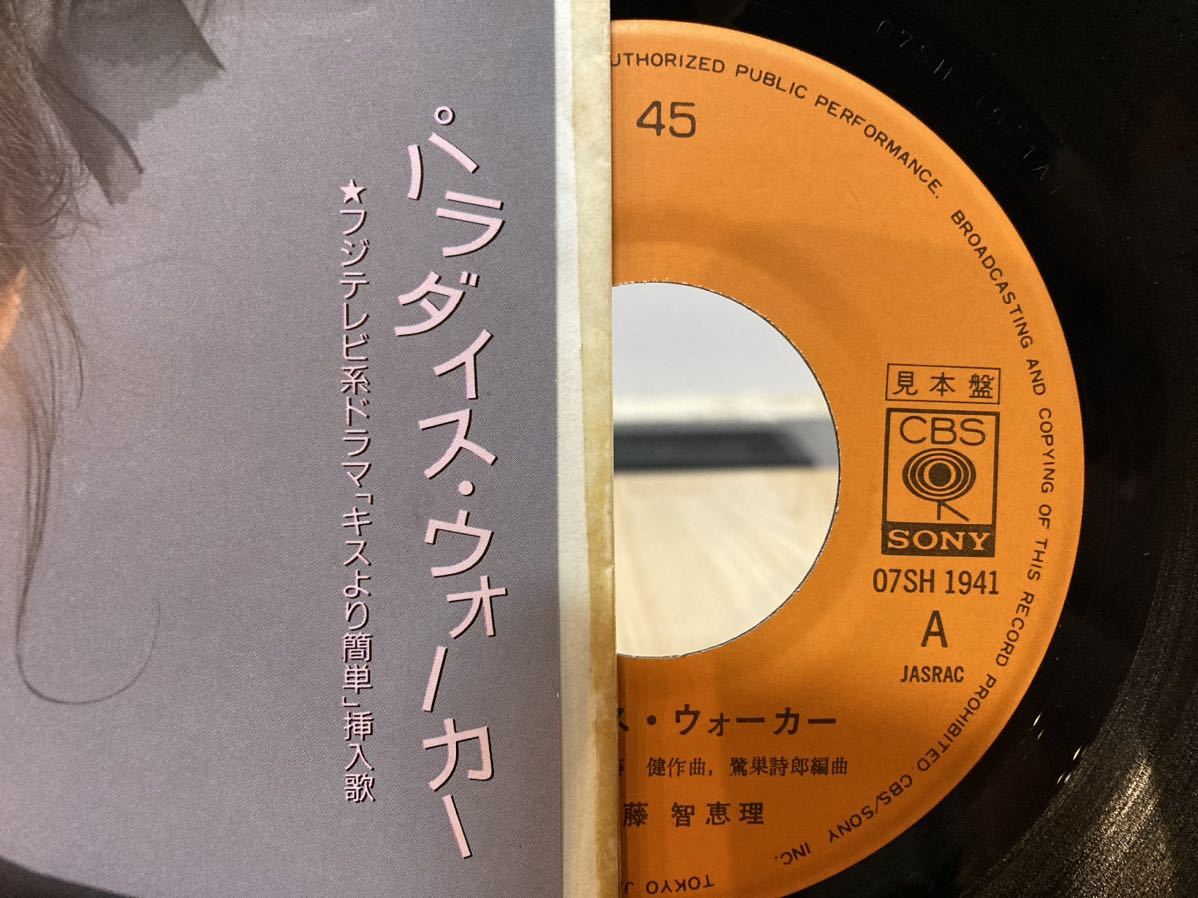 パラダイス・ウォーカー
★フジテレビ系ドラマ「キスより簡単」挿入歌
UTHORIZED PUBLIC PERFORMANCE, BROADCASTING AND COPYING OF THIS RECORD PROHIBITED CBS/SONY INC.
TOKYO J
45
見本盤
CBS
SONY
07SH 1941
A
JASRAC
ス・ウォーカー
健作曲, 鷺巣詩郎編曲
藤 智恵理